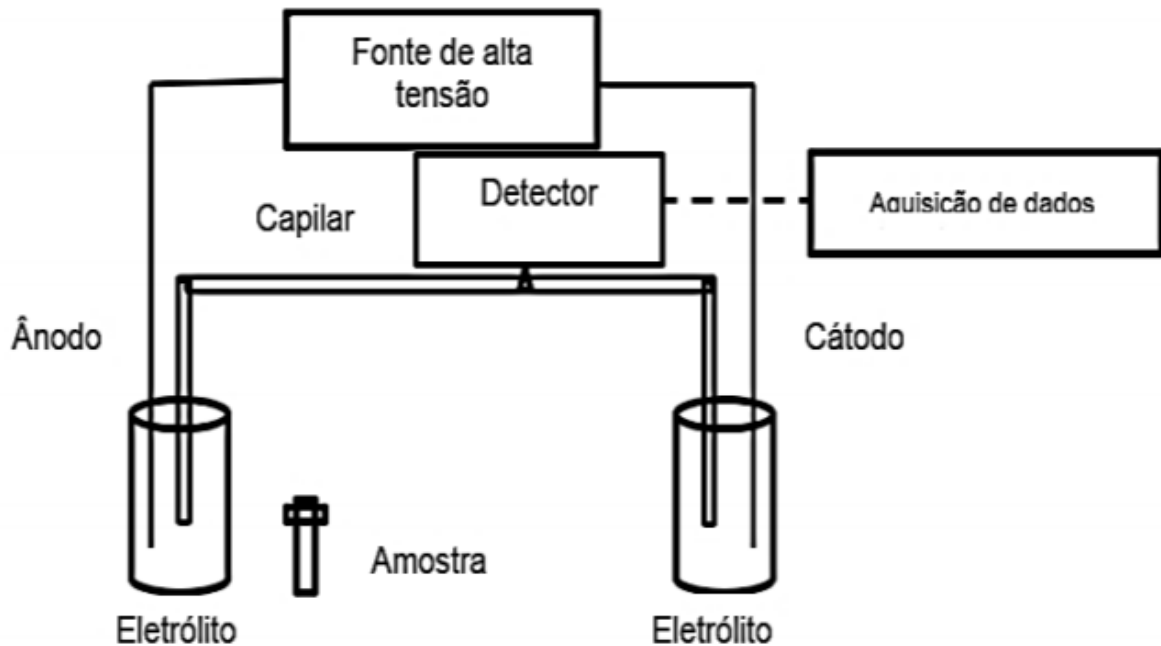 Fonte de alta
tensão
Detector
Capilar
Aquisição de dados
Ânodo
Cátodo
Amostra
Eletrólito
Eletrólito